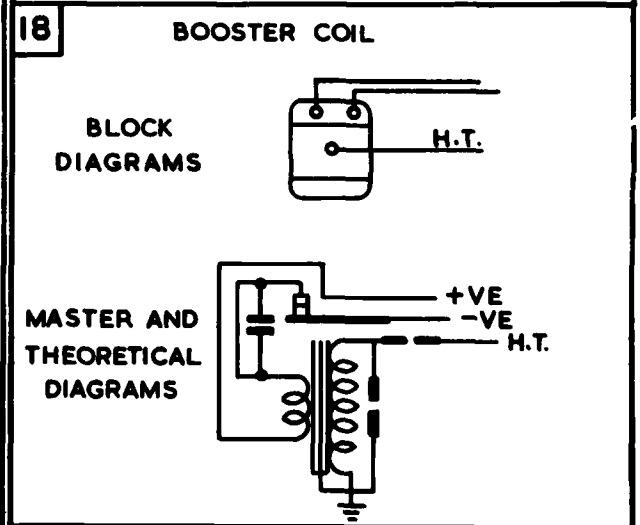 18
BOOSTER COIL
BLOCK
DIAGRAMS
H.T.
MASTER AND
THEORETICAL
DIAGRAMS
+VE
-VE
H.T.